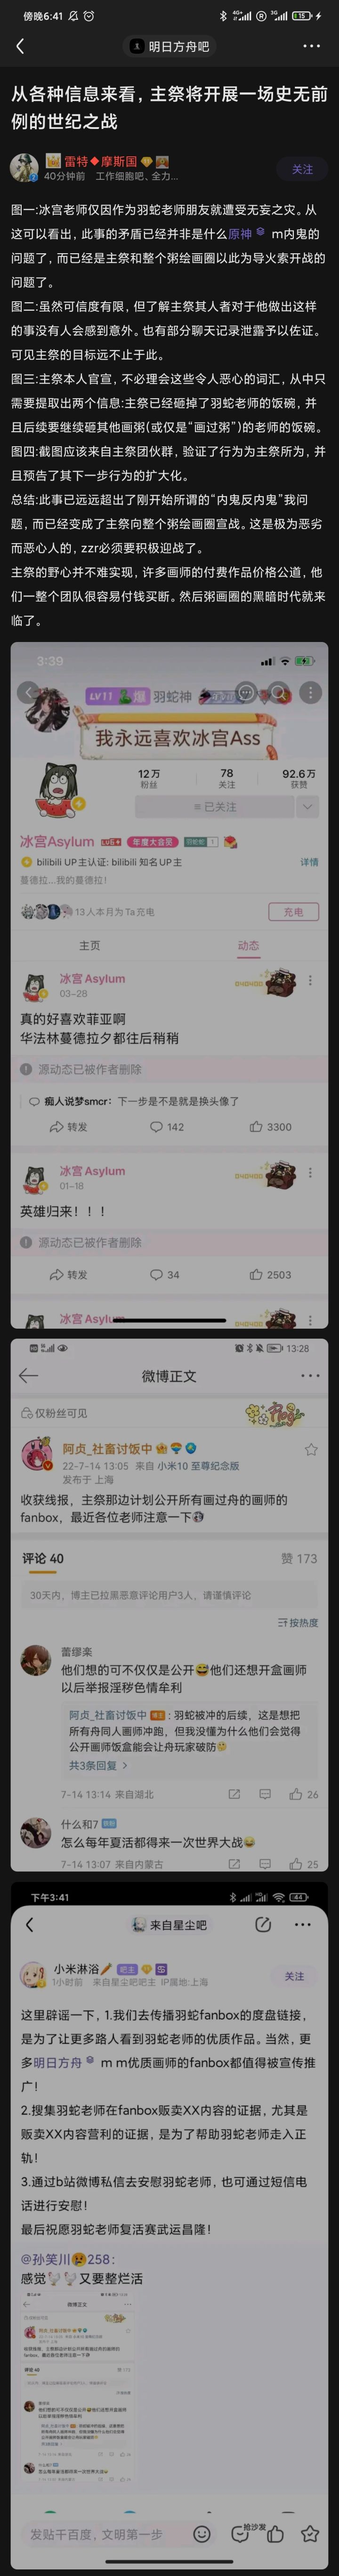 傍晚6:41
4G+
3G
15
明日方舟吧
从各种信息来看，主祭将开展一场史无前
例的世纪之战
雷特◆摩斯国
40分钟前 工作细胞吧、全力...
关注
图一:冰宫老师仅因作为羽蛇老师朋友就遭受无妄之灾。从
这可以看出，此事的矛盾已经并非是什么原神 m内鬼的
问题了，而已经是主祭和整个粥绘画圈以此为导火索开战的
问题了。
图二:虽然可信度有限，但了解主祭其人者对于他做出这样
的事没有人会感到意外。也有部分聊天记录泄露予以佐证。
可见主祭的目标远不止于此。
图三:主祭本人官宣，不必理会这些令人恶心的词汇，从中只
需要提取出两个信息:主祭已经砸掉了羽蛇老师的饭碗，并
且后续要继续砸其他画粥(或仅是“画过粥”)的老师的饭碗。
图四:截图应该来自主祭团伙群，验证了行为为主祭所为，并
且预告了其下一步行为的扩大化。
总结:此事已远远超出了刚开始所谓的“内鬼反内鬼”我问
题，而已经变成了主祭向整个粥绘画圈宣战。这是极为恶劣
而恶心人的，zzr必须要积极迎战了。
主祭的野心并不难实现，许多画师的付费作品价格公道，他
们一整个团队很容易付钱买断。然后粥画圈的黑暗时代就来
临了。
3:39
LV11 爆 羽蛇神
我永远喜欢冰宫Ass
12万 78 92.6万
粉丝 关注 获赞
已关注
冰宫Asylum 年度大会员
bilibili UP主认证: bilibili 知名UP主 详情
蔓德拉...我的蔓德拉！
13人本月为Ta充电 充电
主页 动态
冰宫Asylum
03-28
040400
真的好喜欢菲亚啊
华法林蔓德拉夕都往后稍稍
源动态已被作者删除
痴人说梦smcr：下一步是不是就是换头像了
转发 142 3300
冰宫Asylum
01-18
040400
英雄归来！！！
源动态已被作者删除
转发 34 2503
冰宫Asylu
13:28
微博正文
仅粉丝可见
阿贞_社畜讨饭中
22-7-14 13:05 来自 小米10 至尊纪念版
发布于 上海
收获线报，主祭那边计划公开所有画过舟的画师的
fanbox，最近各位老师注意一下
评论 40 赞 173
30天内，博主已拉黑恶意评论用户3人，请谨慎评论
按热度
蕾缪楽
他们想的可不仅仅是公开他们还想开盒画师
以后举报淫秽色情牟利
阿贞_社畜讨饭中 博主：羽蛇被冲的后续，这是想把
所有舟同人画师冲跑，但我没懂为什么他们会觉得
公开画师饭盒能会让舟玩家破防
共3条回复 >
7-14 13:14 来自湖北 26
什么和7
怎么每年夏活都得来一次世界大战
7-14 13:07 来自内蒙古 25
下午3:41
44
来自星尘吧
小米淋浴 吧主
1小时前 来自星尘吧吧主 IP属地:上海
关注
这里辟谣一下，1.我们去传播羽蛇fanbox的度盘链接，
是为了让更多路人看到羽蛇老师的优质作品。当然，更
多明日方舟 m m优质画师的fanbox都值得被宣传推
广！
2.搜集羽蛇老师在fanbox贩卖XX内容的证据，尤其是
贩卖XX内容营利的证据，是为了帮助羽蛇老师走入正
轨！
3.通过b站微博私信去安慰羽蛇老师，也可通过短信电
话进行安慰！
最后祝愿羽蛇老师复活赛武运昌隆！
@孙笑川258：
感觉又要整烂活
微博正文
评论 40
发贴千百度，文明第一步
抢沙发